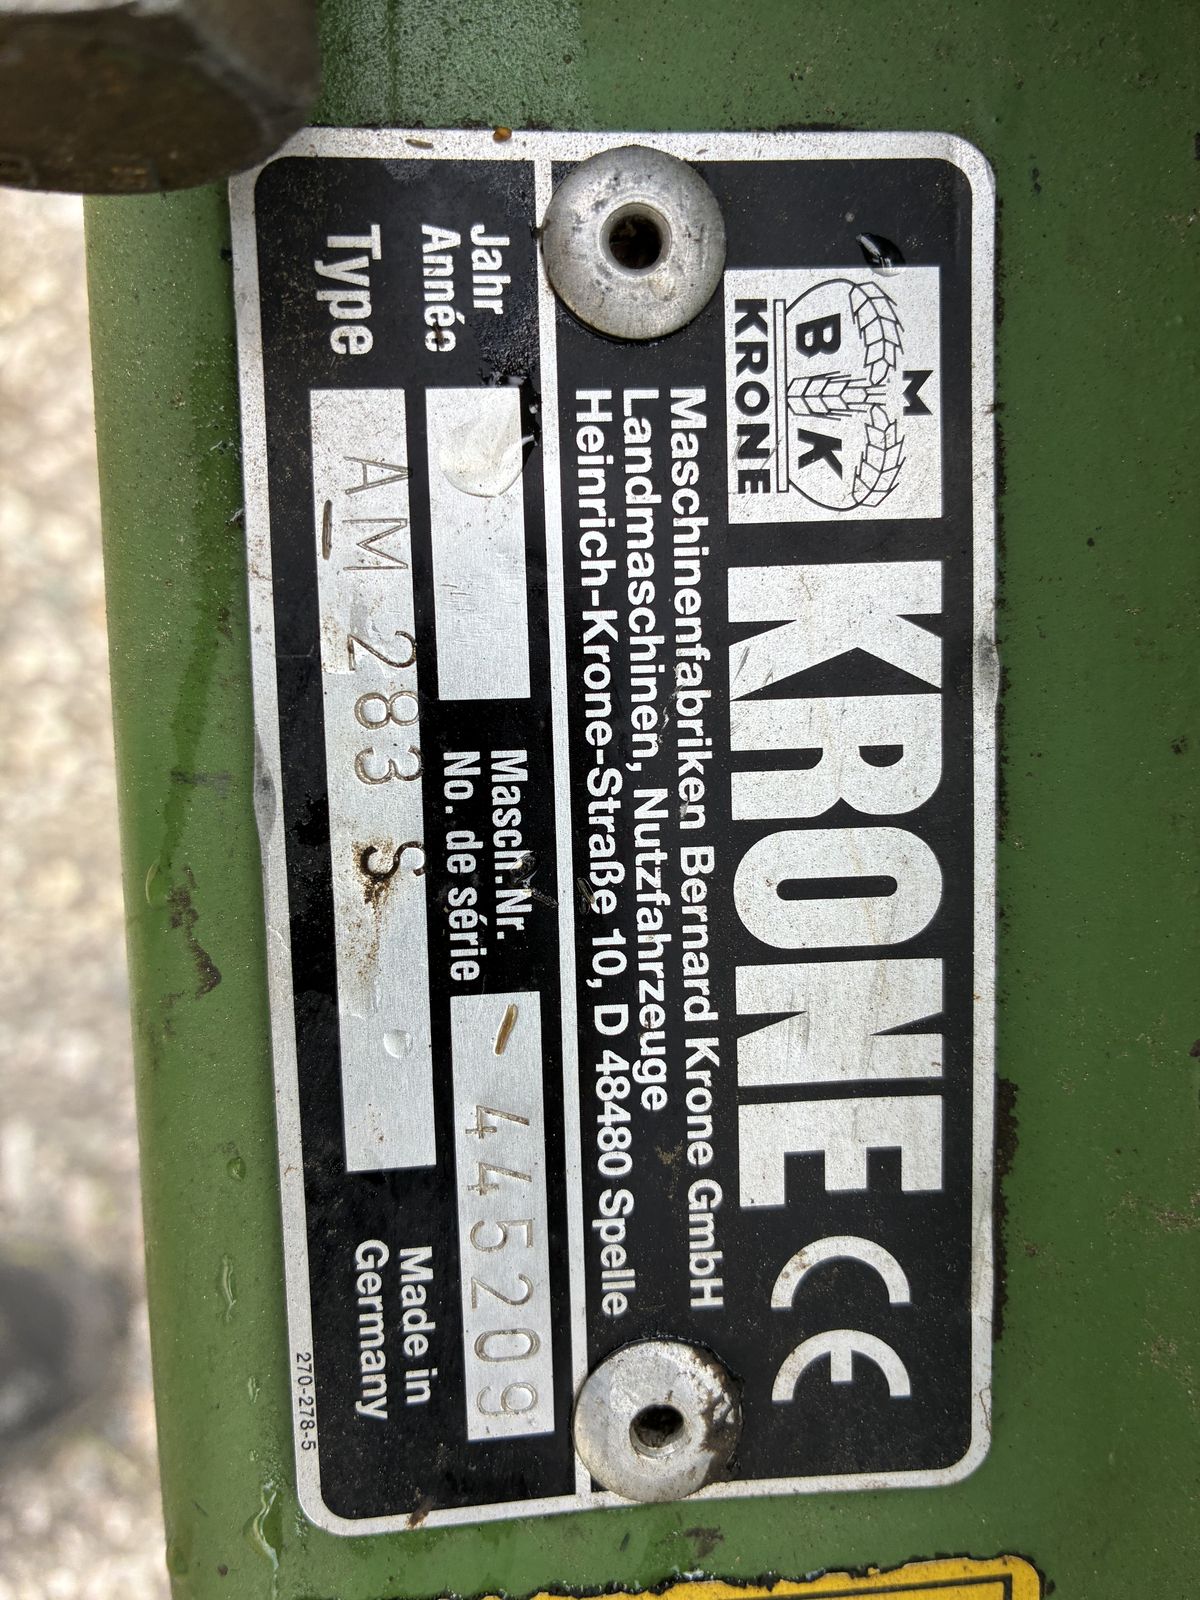 M
B K
KRONE
KRONE CE
Maschinenfabriken Bernard Krone GmbH
Landmaschinen, Nutzfahrzeuge
Heinrich-Krone-Straße 10, D 48480 Spelle
Jahr
Année
Masch.Nr.
No. de série
445209
Type
AM 283 S
Made in
Germany
270-278-5